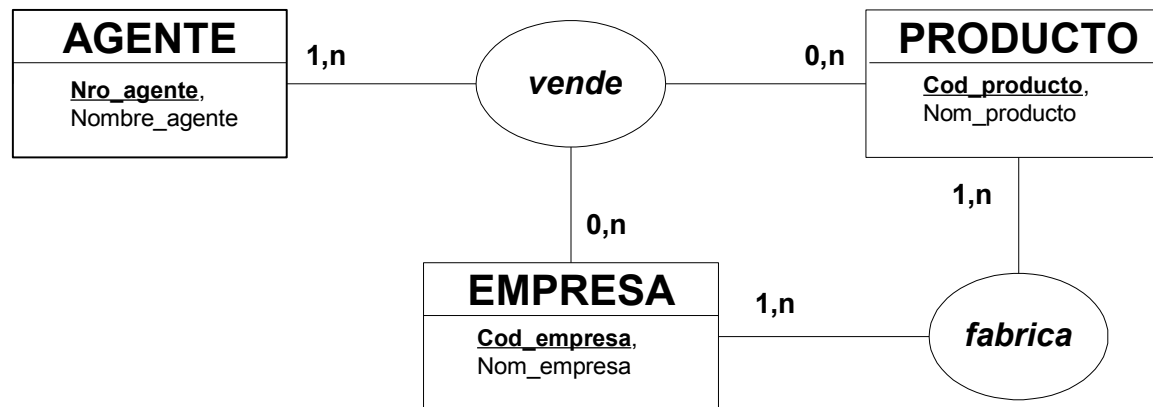 AGENTE
Nro_agente,
Nombre_agente
1,n
vende
0,n
PRODUCTO
Cod_producto,
Nom_producto
1,n
0,n
EMPRESA
Cod_empresa,
Nom_empresa
1,n
fabrica